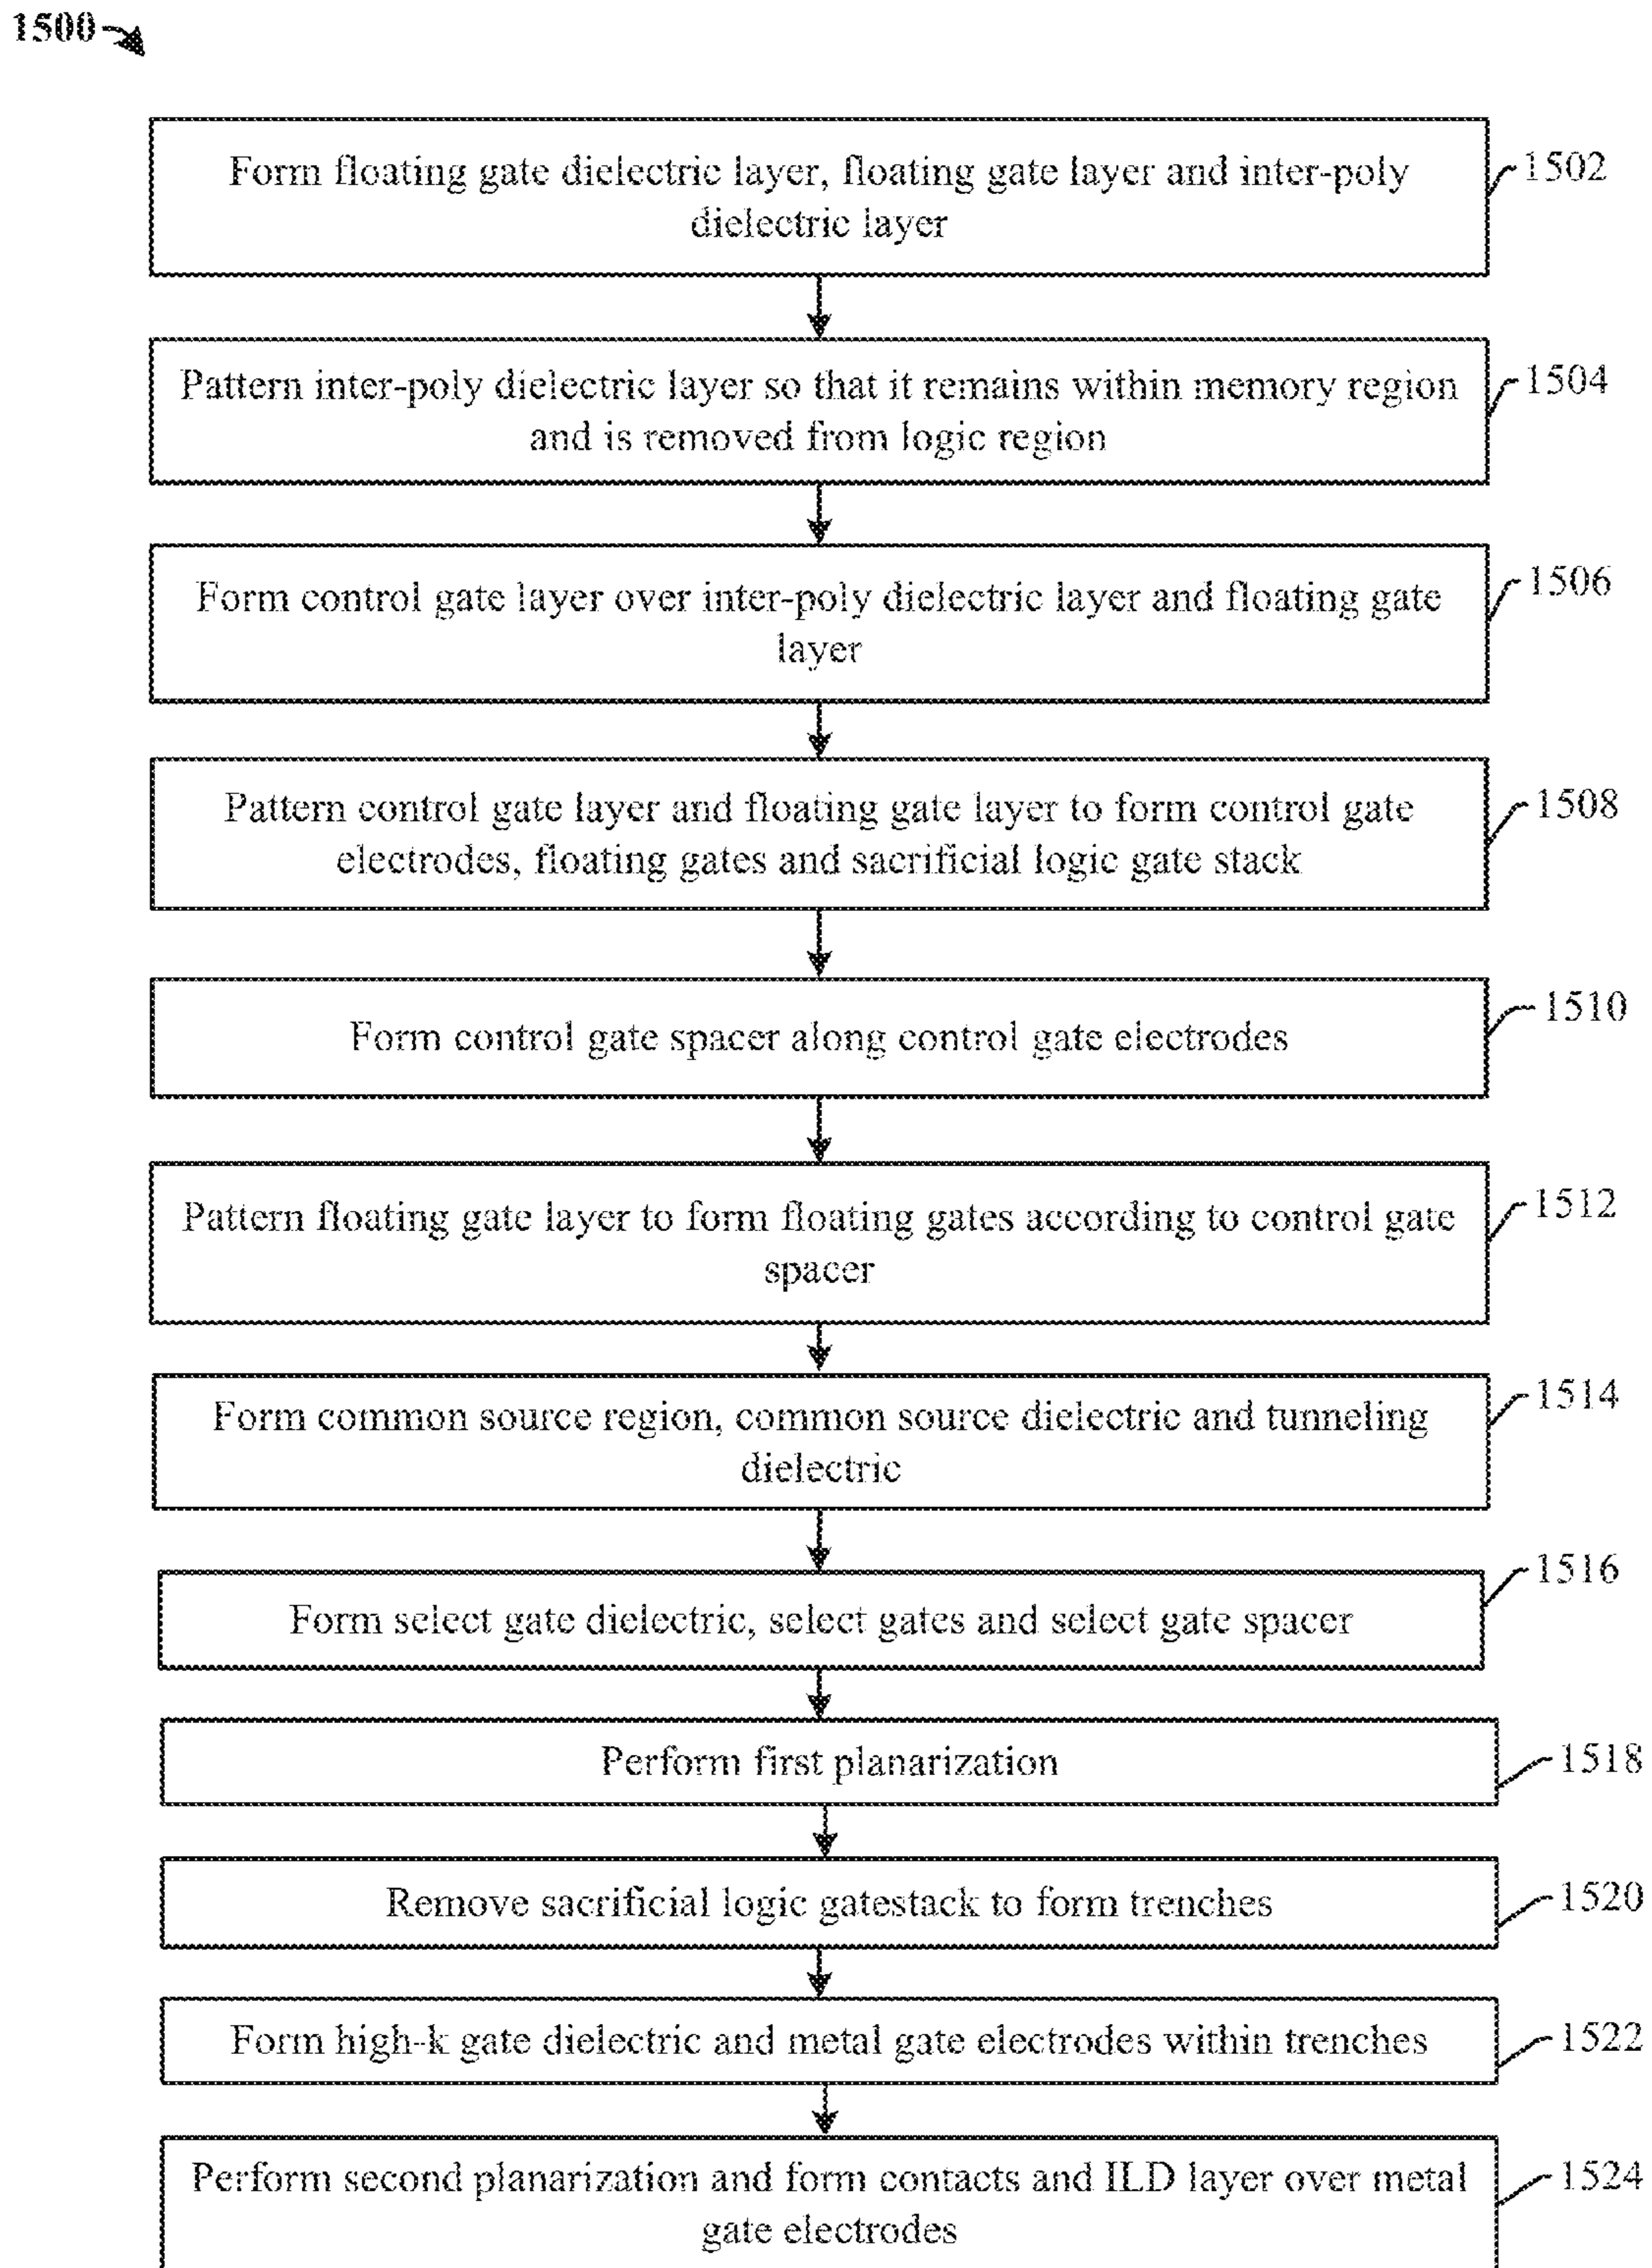 1500
Form floating gate dielectric layer, floating gate layer and inter-poly
dielectric layer
1502
Pattern inter-poly dielectric layer so that it remains within memory region
and is removed from logic region
1504
Form control gate layer over inter-poly dielectric layer and floating gate
layer
1506
Pattern control gate layer and floating gate layer to form control gate
electrodes, floating gates and sacrificial logic gate stack
1508
Form control gate spacer along control gate electrodes
1510
Pattern floating gate layer to form floating gates according to control gate
spacer
1512
Form common source region, common source dielectric and tunneling
dielectric
1514
Form select gate dielectric, select gates and select gate spacer
1516
Perform first planarization
1518
Remove sacrificial logic gatestack to form trenches
1520
Form high-k gate dielectric and metal gate electrodes within trenches
1522
Perform second planarization and form contacts and ILD layer over metal
gate electrodes
1524